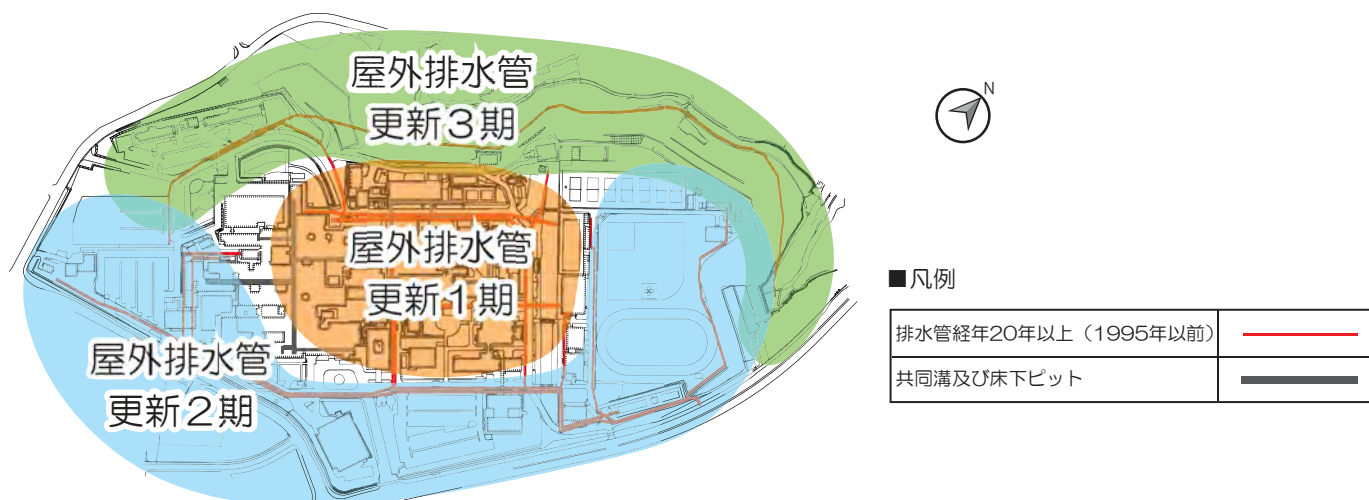 屋外排水管
更新3期
N
屋外排水管
更新1期
屋外排水管
更新2期
■凡例
排水管経年20年以上（1995年以前）
共同溝及び床下ピット